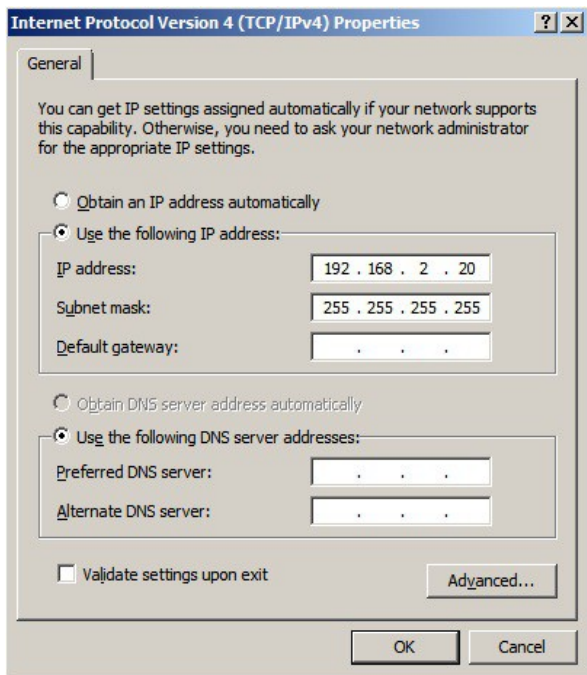 Internet Protocol Version 4 (TCP/IPv4) Properties
General
You can get IP settings assigned automatically if your network supports
this capability. Otherwise, you need to ask your network administrator
for the appropriate IP settings.
Obtain an IP address automatically
Use the following IP address:
IP address: 192 . 168 . 2 . 20
Subnet mask: 255 . 255 . 255 . 255
Default gateway: . . .
Obtain DNS server address automatically
Use the following DNS server addresses:
Preferred DNS server: . . .
Alternate DNS server: . . .
Validate settings upon exit
Advanced...
OK Cancel